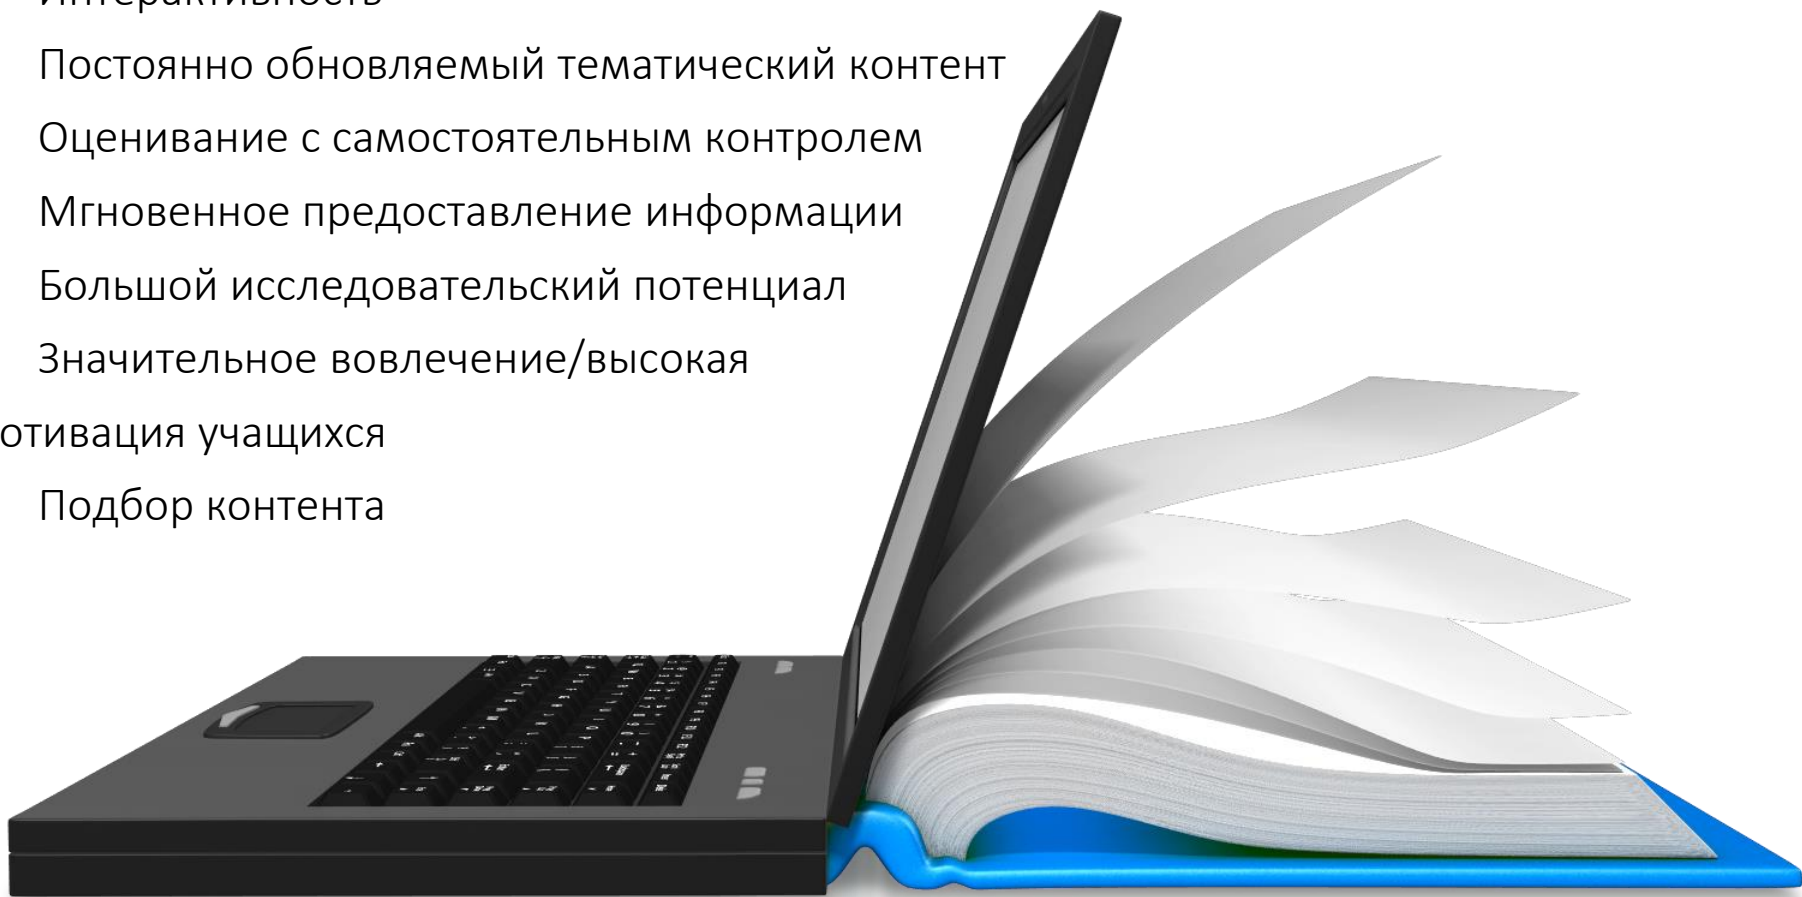 Интерактивность
Постоянно обновляемый тематический контент
Оценивание с самостоятельным контролем
Мгновенное предоставление информации
Большой исследовательский потенциал
Значительное вовлечение/высокая
отивация учащихся
Подбор контента